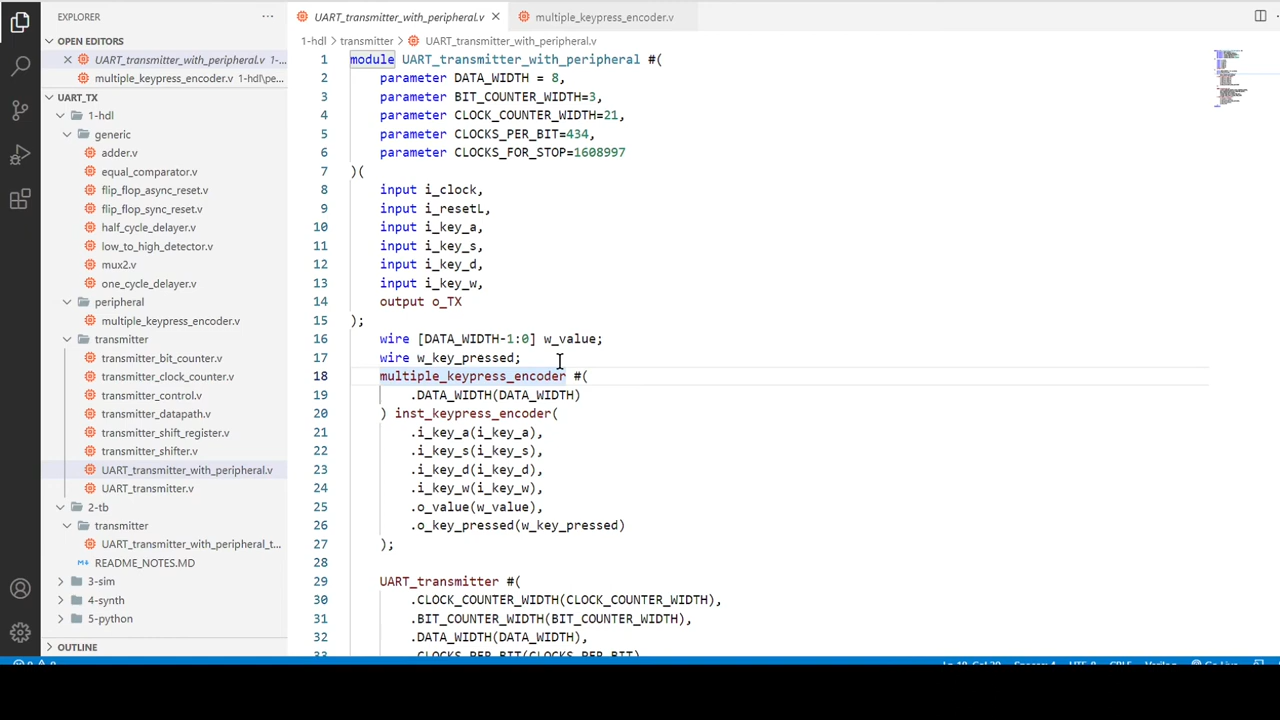 EXPLORER
OPEN EDITORS
UART_transmitter_with_peripheral.v 1-...
multiple_keypress_encoder.v 1-hdl\pe...
UART_TX
1-hdl
generic
adder.v
equal_comparator.v
flip_flop_async_reset.v
flip_flop_sync_reset.v
half_cycle_delayer.v
low_to_high_detector.v
mux2.v
one_cycle_delayer.v
peripheral
multiple_keypress_encoder.v
transmitter
transmitter_bit_counter.v
transmitter_clock_counter.v
transmitter_control.v
transmitter_datapath.v
transmitter_shift_register.v
transmitter_shifter.v
UART_transmitter_with_peripheral.v
UART_transmitter.v
2-tb
transmitter
UART_transmitter_with_peripheral_t...
README_NOTES.MD
3-sim
4-synth
5-python
OUTLINE
UART_transmitter_with_peripheral.v
multiple_keypress_encoder.v
1-hdl > transmitter > UART_transmitter_with_peripheral.v
1 module UART_transmitter_with_peripheral #(
2 parameter DATA_WIDTH = 8,
3 parameter BIT_COUNTER_WIDTH=3,
4 parameter CLOCK_COUNTER_WIDTH=21,
5 parameter CLOCKS_PER_BIT=434,
6 parameter CLOCKS_FOR_STOP=1608997
7 )(
8 input i_clock,
9 input i_resetL,
10 input i_key_a,
11 input i_key_s,
12 input i_key_d,
13 input i_key_w,
14 output o_TX
15 );
16 wire [DATA_WIDTH-1:0] w_value;
17 wire w_key_pressed;
18 multiple_keypress_encoder #(
19 .DATA_WIDTH(DATA_WIDTH)
20 ) inst_keypress_encoder(
21 .i_key_a(i_key_a),
22 .i_key_s(i_key_s),
23 .i_key_d(i_key_d),
24 .i_key_w(i_key_w),
25 .o_value(w_value),
26 .o_key_pressed(w_key_pressed)
27 );
28
29 UART_transmitter #(
30 .CLOCK_COUNTER_WIDTH(CLOCK_COUNTER_WIDTH),
31 .BIT_COUNTER_WIDTH(BIT_COUNTER_WIDTH),
32 .DATA_WIDTH(DATA_WIDTH),
33 .CLOCKS_PER_BIT(CLOCKS_PER_BIT)